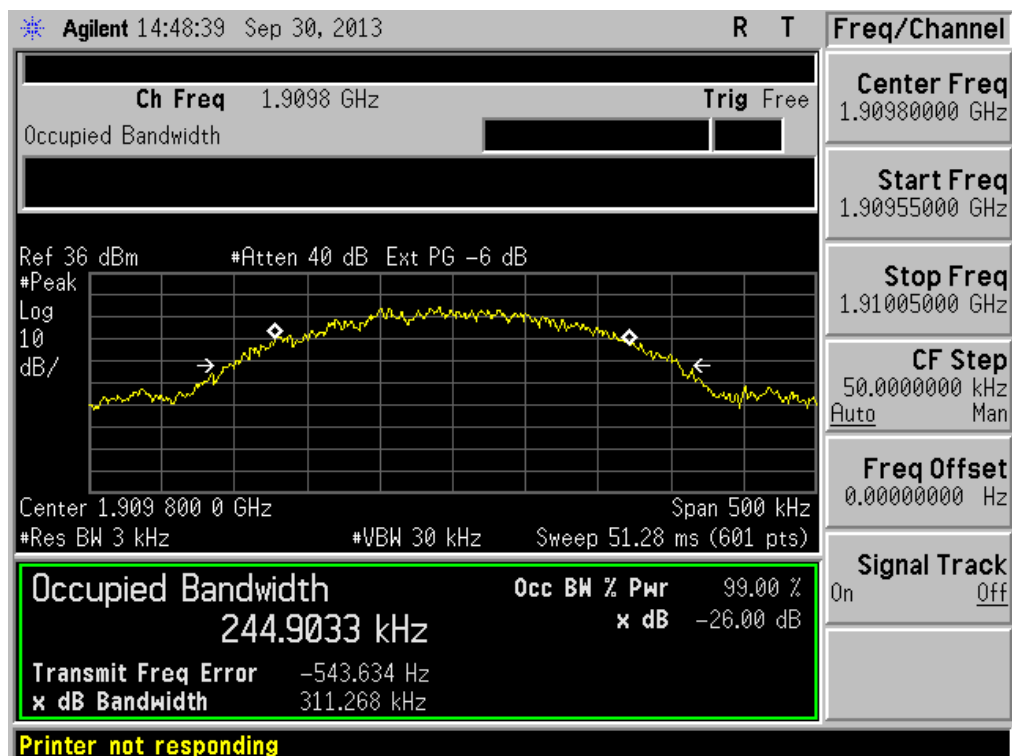 Agilent 14:48:39 Sep 30, 2013 R T
Freq/Channel
Ch Freq 1.9098 GHz Trig Free
Occupied Bandwidth
Center Freq
1.90980000 GHz
Start Freq
1.90955000 GHz
Stop Freq
1.91005000 GHz
CF Step
50.0000000 kHz
Auto Man
Freq Offset
0.00000000 Hz
Signal Track
On Off
Ref 36 dBm #Atten 40 dB Ext PG -6 dB
#Peak
Log
10
dB/
Center 1.909 800 0 GHz Span 500 kHz
#Res BW 3 kHz #VBW 30 kHz Sweep 51.28 ms (601 pts)
Occupied Bandwidth Occ BW % Pwr 99.00 %
244.9033 kHz x dB -26.00 dB
Transmit Freq Error -543.634 Hz
x dB Bandwidth 311.268 kHz
Printer not responding